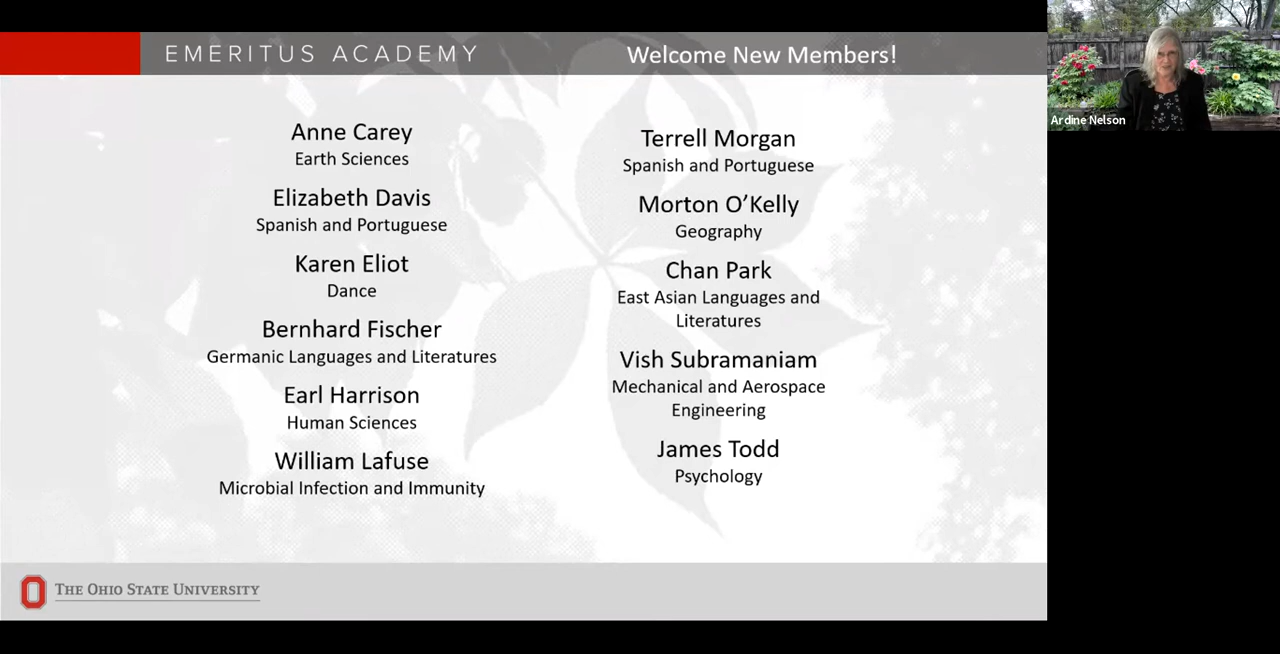 EMERITUS ACADEMY
Welcome New Members!
Anne Carey
Earth Sciences
Elizabeth Davis
Spanish and Portuguese
Karen Eliot
Dance
Bernhard Fischer
Germanic Languages and Literatures
Earl Harrison
Human Sciences
William Lafuse
Microbial Infection and Immunity
Terrell Morgan
Spanish and Portuguese
Morton O’Kelly
Geography
Chan Park
East Asian Languages and
Literatures
Vish Subramaniam
Mechanical and Aerospace
Engineering
James Todd
Psychology
THE OHIO STATE UNIVERSITY
Ardine Nelson